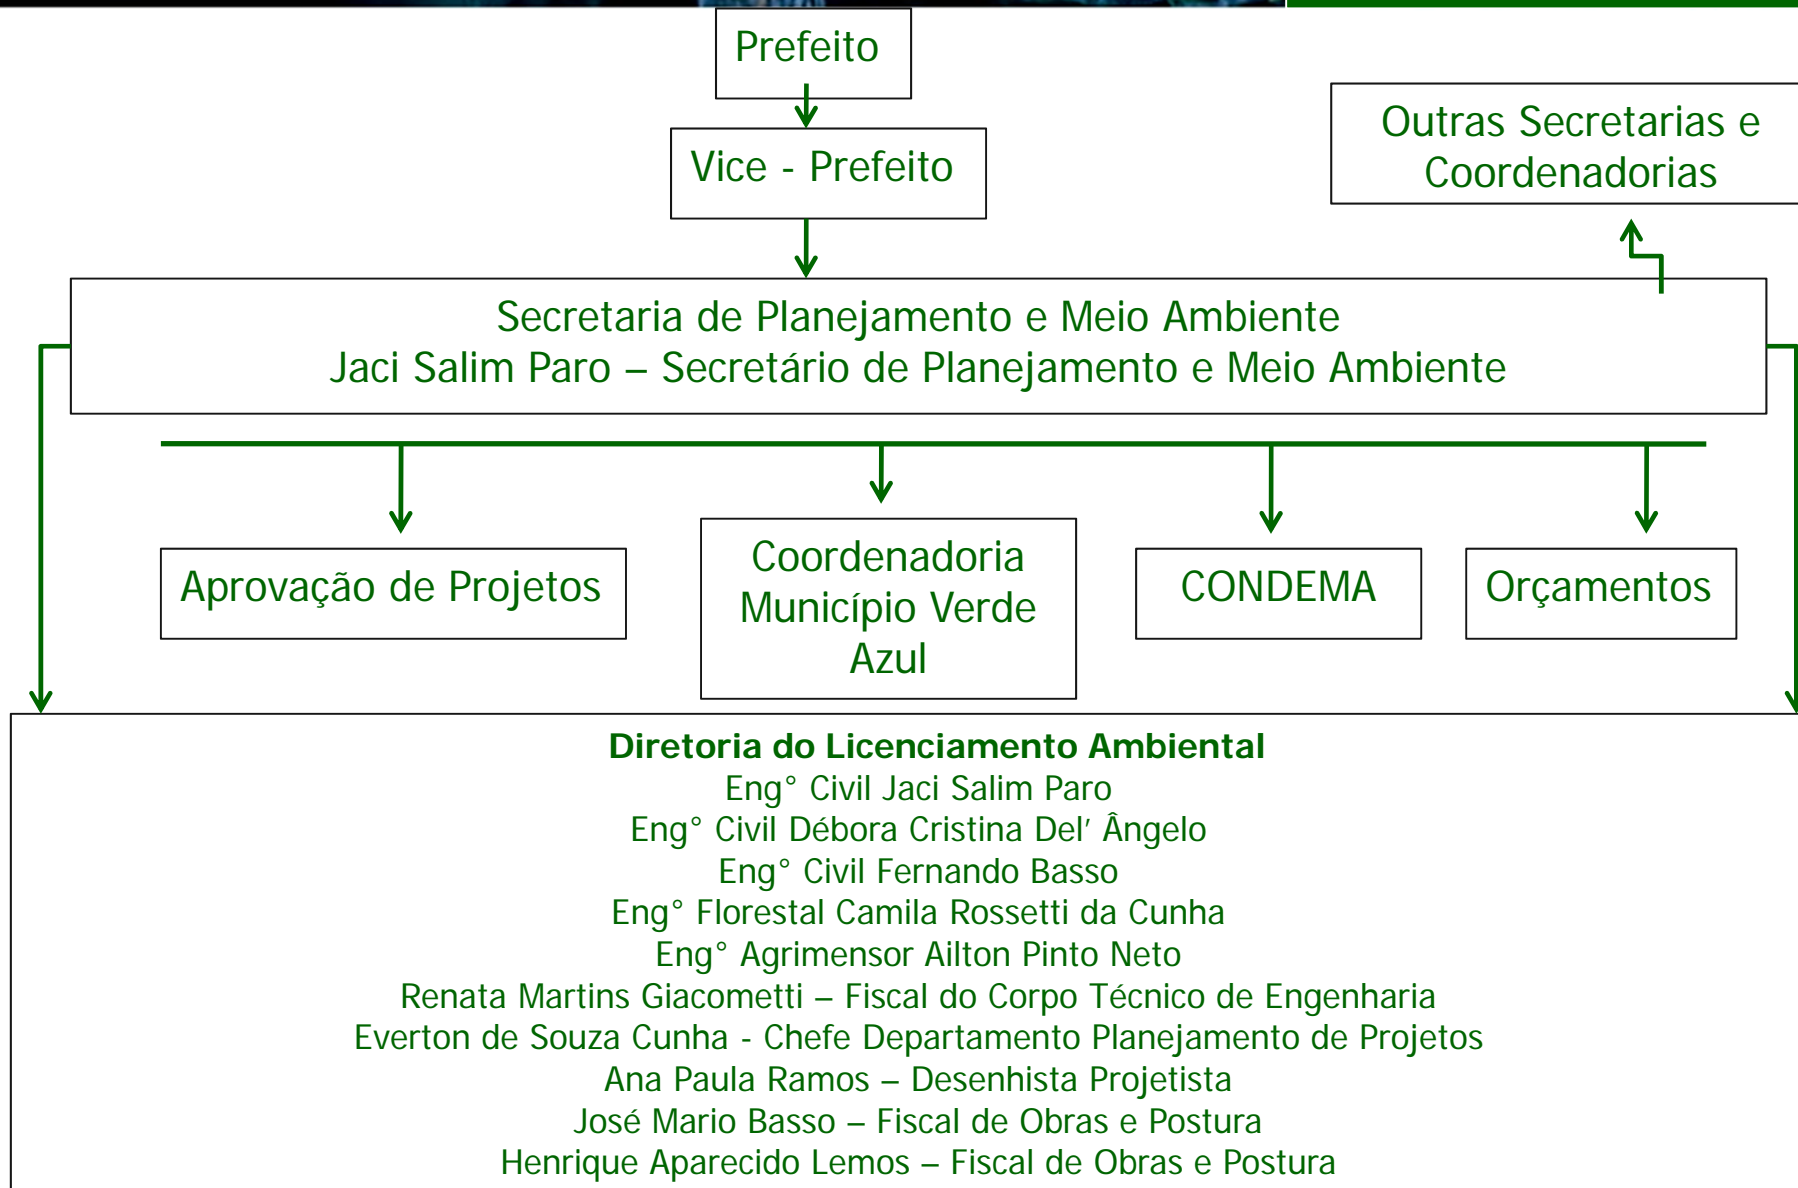 Prefeito
Vice - Prefeito
Outras Secretarias e
Coordenadorias
Secretaria de Planejamento e Meio Ambiente
Jaci Salim Paro – Secretário de Planejamento e Meio Ambiente
Aprovação de Projetos
Coordenadoria
Município Verde
Azul
CONDEMA
Orçamentos
Diretoria do Licenciamento Ambiental
Eng° Civil Jaci Salim Paro
Eng° Civil Débora Cristina Del’ Ângelo
Eng° Civil Fernando Basso
Eng° Florestal Camila Rossetti da Cunha
Eng° Agrimensor Ailton Pinto Neto
Renata Martins Giacometti – Fiscal do Corpo Técnico de Engenharia
Everton de Souza Cunha - Chefe Departamento Planejamento de Projetos
Ana Paula Ramos – Desenhista Projetista
José Mario Basso – Fiscal de Obras e Postura
Henrique Aparecido Lemos – Fiscal de Obras e Postura